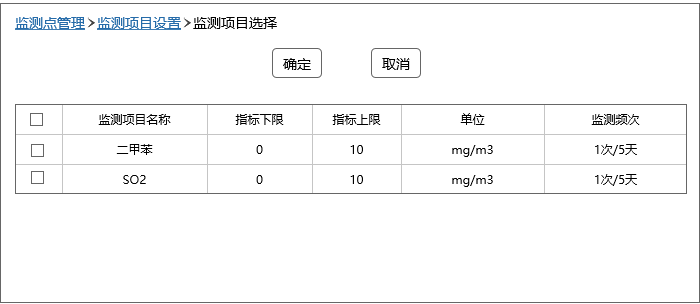 监测点管理>监测项目设置>监测项目选择
确定 取消
监测项目名称 指标下限 指标上限 单位 监测频次
二甲苯 0 10 mg/m3 1次/5天
SO2 0 10 mg/m3 1次/5天